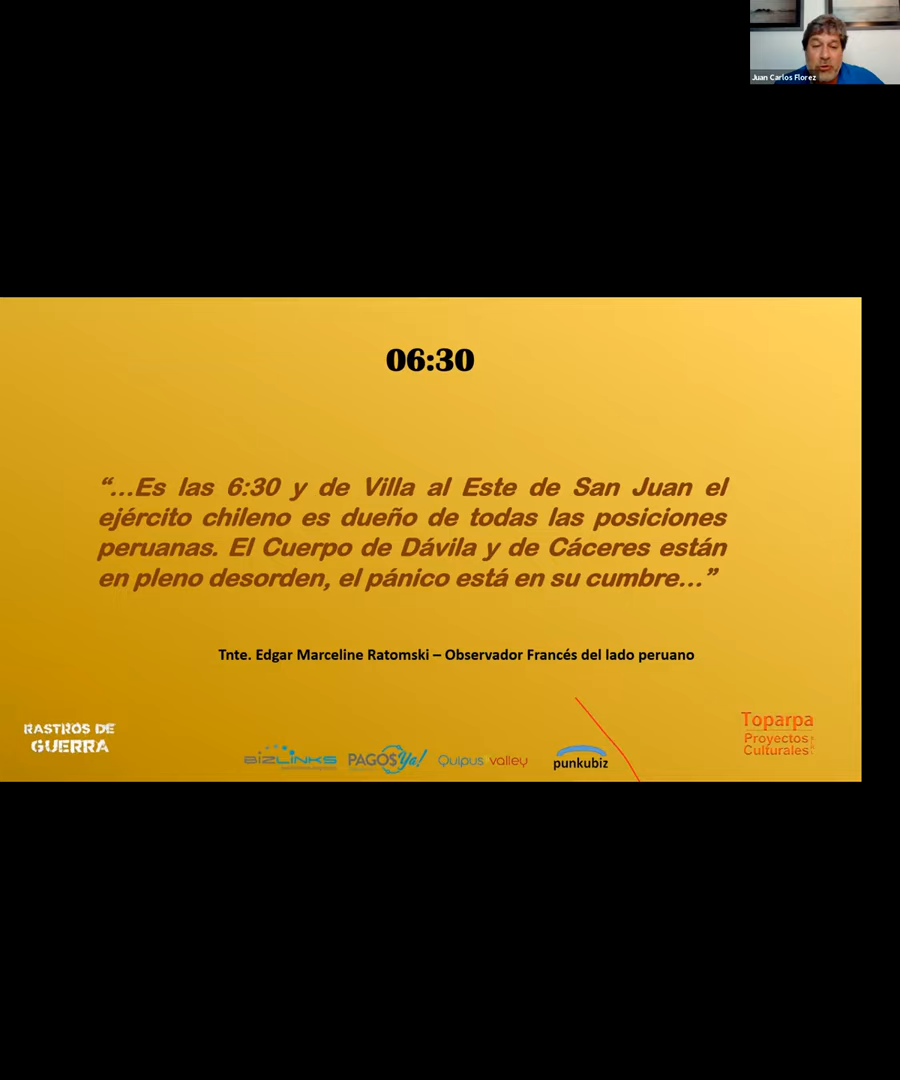 Juan Carlos Florez
06:30
“...Es las 6:30 y de Villa al Este de San Juan el
ejército chileno es dueño de todas las posiciones
peruanas. El Cuerpo de Dávila y de Cáceres están
en pleno desorden, el pánico está en su cumbre...”
Tnte. Edgar Marceline Ratomski – Observador Francés del lado peruano
RASTROS DE
GUERRA
BIZLINKS
PAGOSYa!
Quipus valley
punkubiz
Toparpa
Proyectos
Culturales